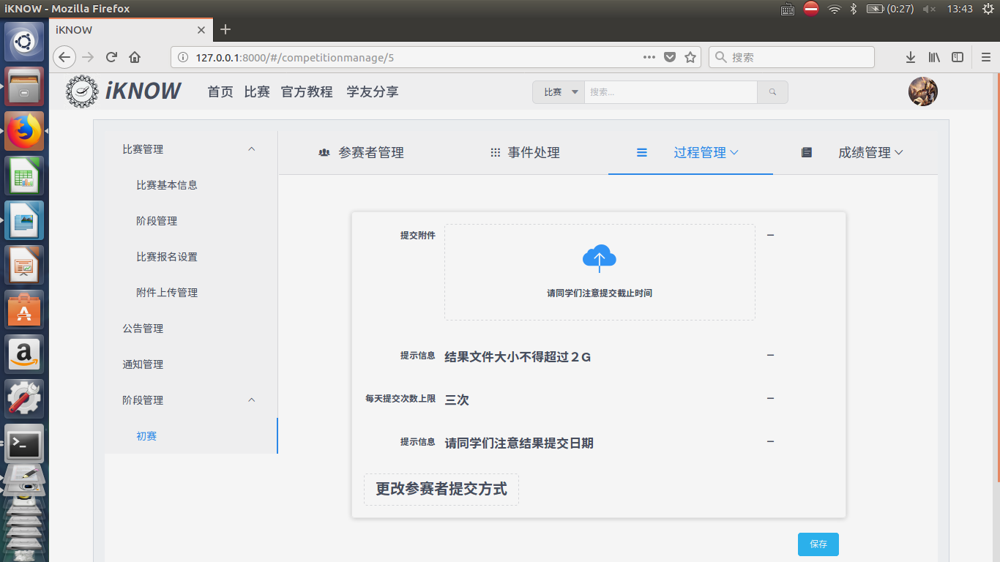 iKNOW - Mozilla Firefox
(0:27)
13:43
iKNOW
127.0.0.1:8000/#/competitionmanage/5
搜索
iKNOW
首页 比赛 官方教程 学友分享
比赛
搜索...
比赛管理
比赛基本信息
阶段管理
比赛报名设置
附件上传管理
公告管理
通知管理
阶段管理
初赛
参赛者管理
事件处理
过程管理
成绩管理
提交附件
请同学们注意提交截止时间
提示信息 结果文件大小不得超过２G
每天提交次数上限 三次
提示信息 请同学们注意结果提交日期
更改参赛者提交方式
保存